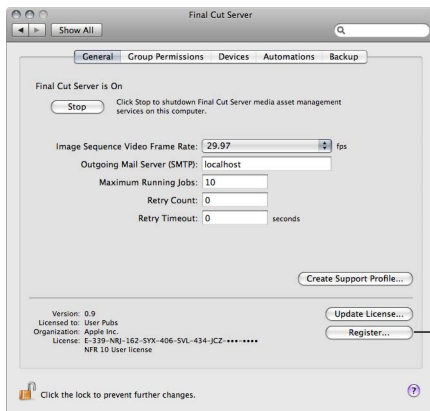 Final Cut Server
Show All
General Group Permissions Devices Automations Backup
Final Cut Server is On
Stop Click Stop to shutdown Final Cut Server media asset management
services on this computer.
Image Sequence Video Frame Rate: 29.97 fps
Outgoing Mail Server (SMTP): localhost
Maximum Running Jobs: 10
Retry Count: 0
Retry Timeout: 0 seconds
Create Support Profile...
Version: 0.9 Update License...
Licensed to: User Pubs
Organization: Apple Inc. Register...
License: E-339-NRJ-162-SYX-406-SVL-434-JCZ-•••-••••
NFR 10 User license
Click the lock to prevent further changes. ?